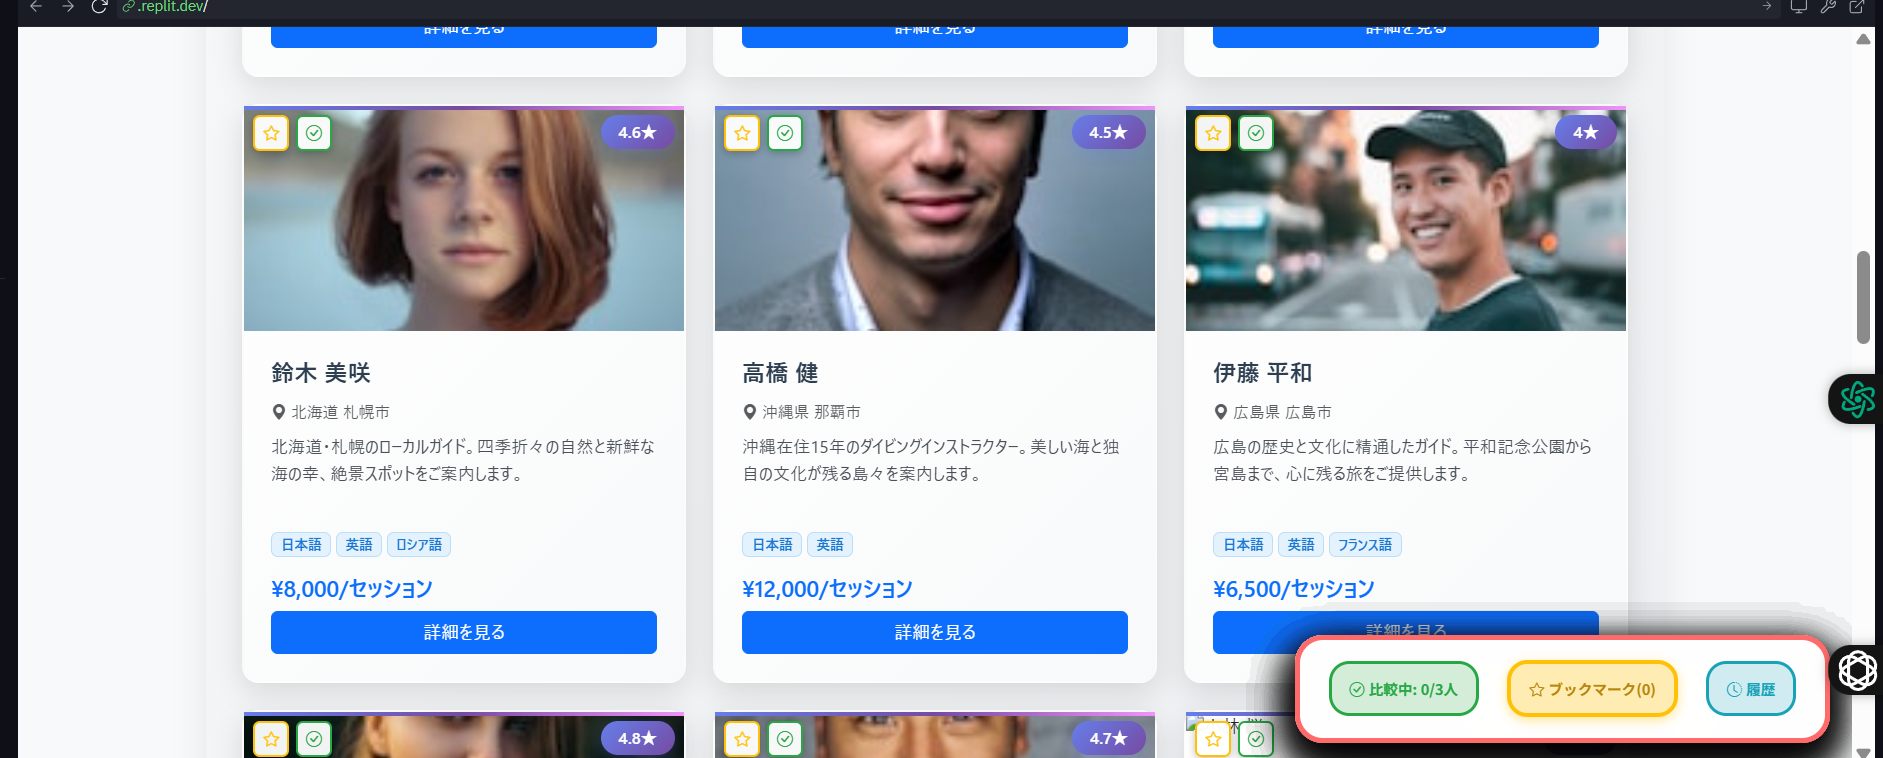 .replit.dev/
詳細を見る
詳細を見る
詳細を見る
4.6★
4.5★
4★
鈴木 美咲
北海道 札幌市
北海道・札幌のローカルガイド。四季折々の自然と新鮮な
海の幸、絶景スポットをご案内します。
日本語 英語 ロシア語
¥8,000/セッション
詳細を見る
高橋 健
沖縄県 那覇市
沖縄在住15年のダイビングインストラクター。美しい海と独
自の文化が残る島々を案内します。
日本語 英語
¥12,000/セッション
詳細を見る
伊藤 平和
広島県 広島市
広島の歴史と文化に精通したガイド。平和記念公園から
宮島まで、心に残る旅をご提供します。
日本語 英語 フランス語
¥6,500/セッション
詳細を見る
比較中: 0/3人
ブックマーク(0)
履歴
4.8★
4.7★